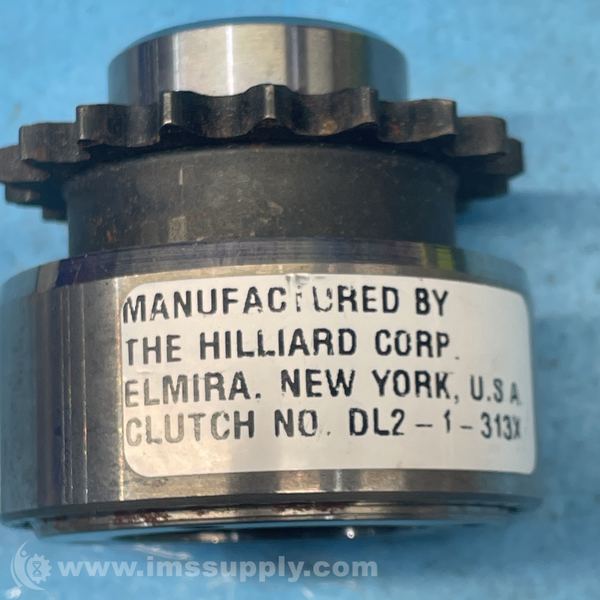 MANUFACTURED BY
THE HILLIARD CORP.
ELMIRA, NEW YORK, U.S.A.
CLUTCH NO. DL2-1-313X
www.imssupply.com